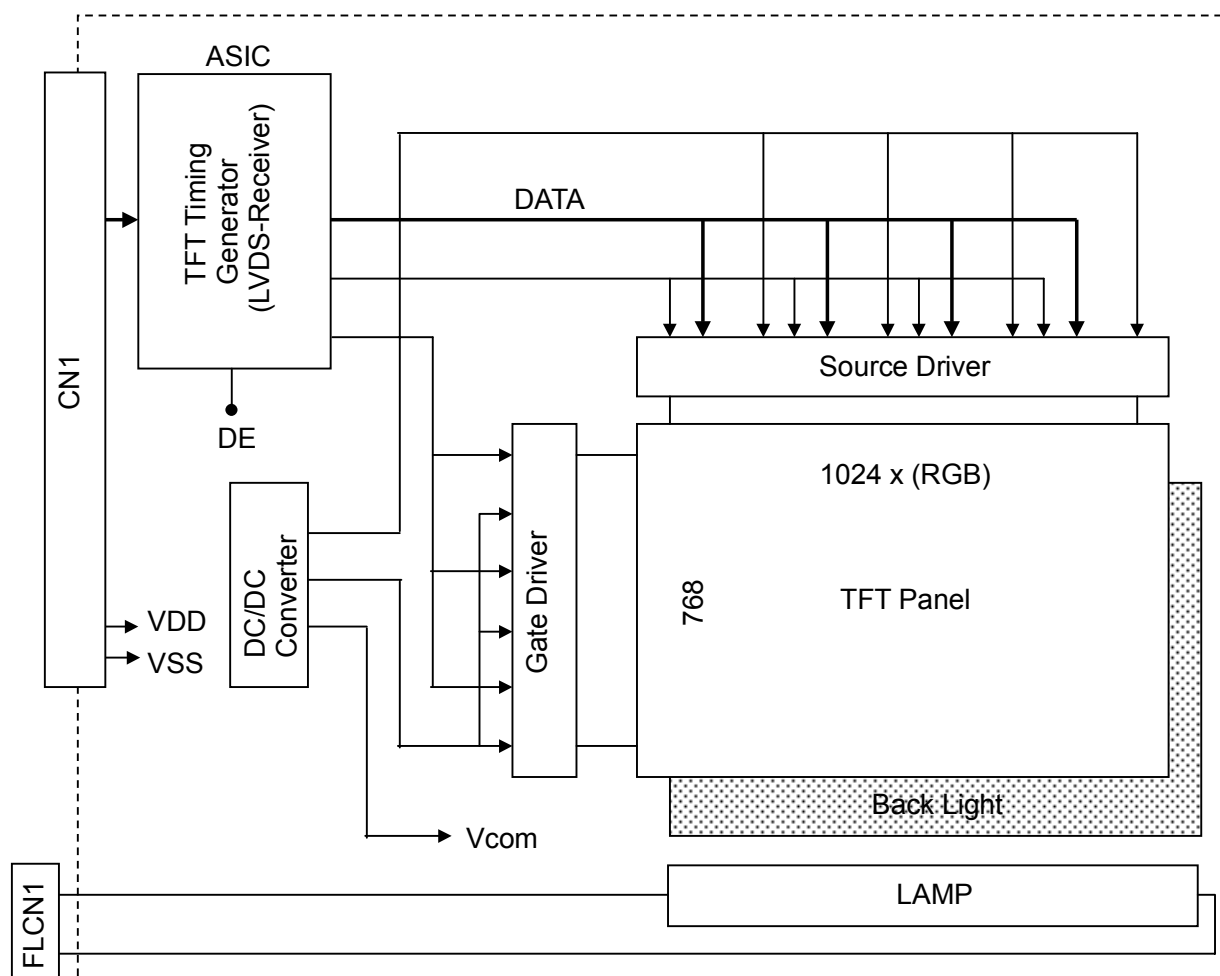 ASIC
CN1
TFT Timing
Generator
(LVDS-Receiver)
DATA
Source Driver
DE
1024 x (RGB)
768
TFT Panel
Gate Driver
DC/DC
Converter
VDD
VSS
Back Light
Vcom
LAMP
FLCN1